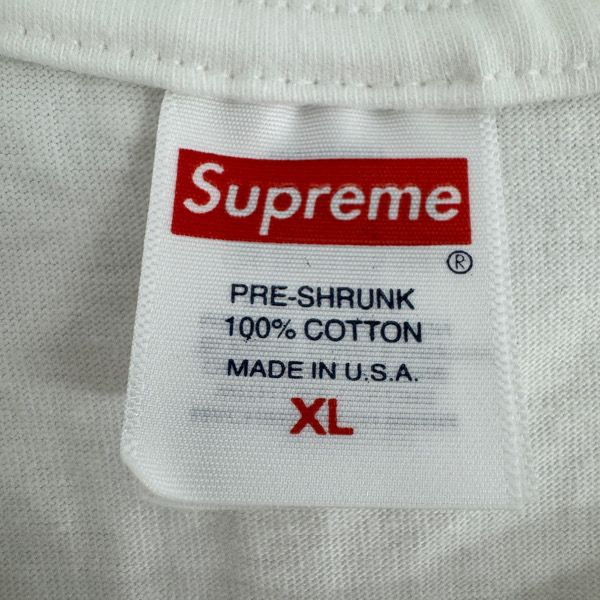 Supreme
®
PRE-SHRUNK
100% COTTON
MADE IN U.S.A.
XL